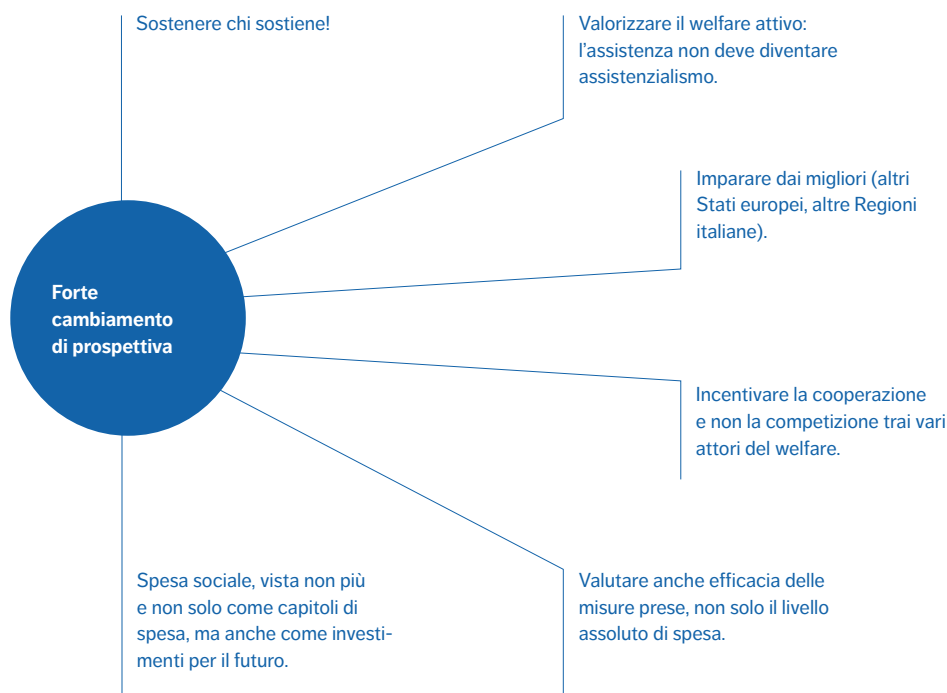 Sostenere chi sostiene!
Valorizzare il welfare attivo:
l'assistenza non deve diventare
assistenzialismo.
Imparare dai migliori (altri
Stati europei, altre Regioni
italiane).
Forte
cambiamento
di prospettiva
Incentivare la cooperazione
e non la competizione trai vari
attori del welfare.
Spesa sociale, vista non più
e non solo come capitoli di
spesa, ma anche come investi-
menti per il futuro.
Valutare anche efficacia delle
misure prese, non solo il livello
assoluto di spesa.